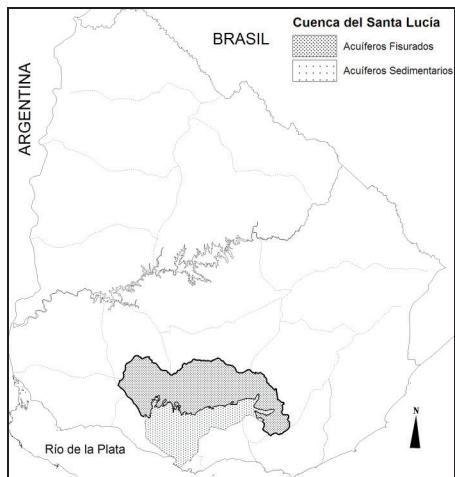 Cuenca del Santa Lucía
Acuíferos Fisurados
Acuíferos Sedimentarios
BRASIL
ARGENTINA
Río de la Plata
N